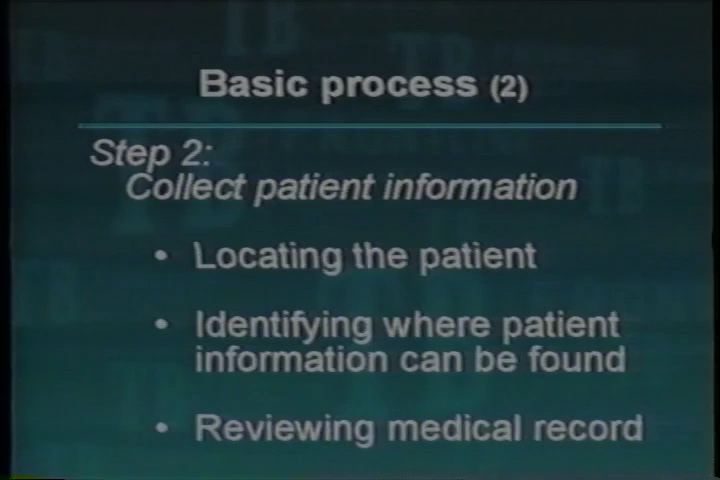 Basic process (2)
Step 2:
Collect patient information
• Locating the patient
• Identifying where patient
information can be found
• Reviewing medical record